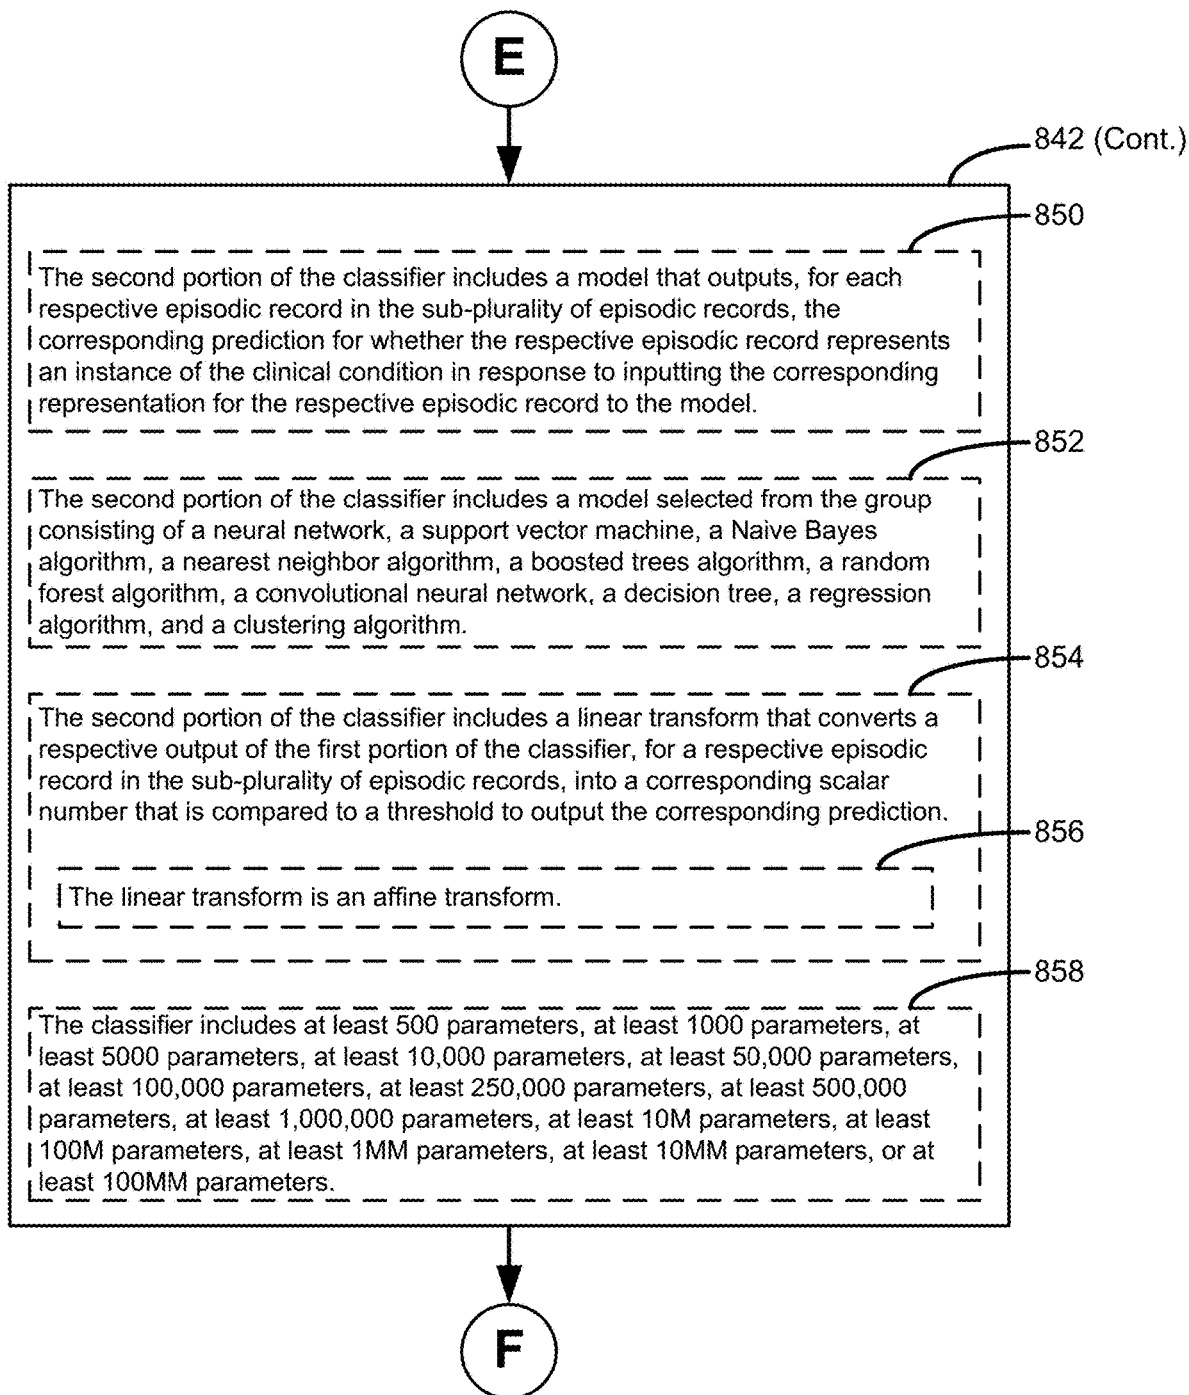 E
842 (Cont.)
850
The second portion of the classifier includes a model that outputs, for each
respective episodic record in the sub-plurality of episodic records, the
corresponding prediction for whether the respective episodic record represents
an instance of the clinical condition in response to inputting the corresponding
representation for the respective episodic record to the model.
852
The second portion of the classifier includes a model selected from the group
consisting of a neural network, a support vector machine, a Naive Bayes
algorithm, a nearest neighbor algorithm, a boosted trees algorithm, a random
forest algorithm, a convolutional neural network, a decision tree, a regression
algorithm, and a clustering algorithm.
854
The second portion of the classifier includes a linear transform that converts a
respective output of the first portion of the classifier, for a respective episodic
record in the sub-plurality of episodic records, into a corresponding scalar
number that is compared to a threshold to output the corresponding prediction.
856
The linear transform is an affine transform.
858
The classifier includes at least 500 parameters, at least 1000 parameters, at
least 5000 parameters, at least 10,000 parameters, at least 50,000 parameters,
at least 100,000 parameters, at least 250,000 parameters, at least 500,000
parameters, at least 1,000,000 parameters, at least 10M parameters, at least
100M parameters, at least 1MM parameters, at least 10MM parameters, or at
least 100MM parameters.
F